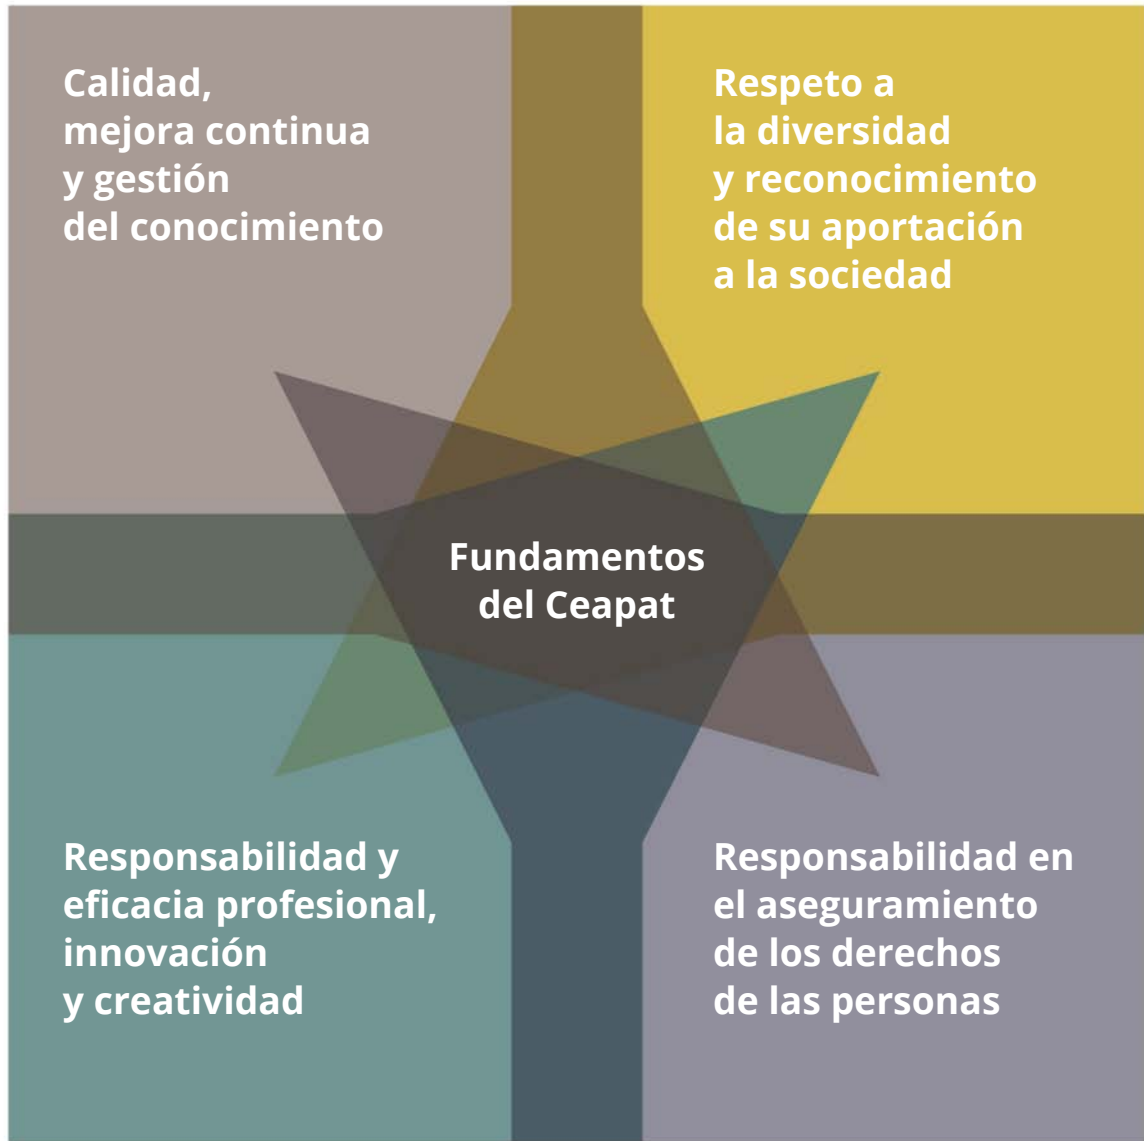 Calidad,
mejora continua
y gestión
del conocimiento
Respeto a
la diversidad
y reconocimiento
de su aportación
a la sociedad
Fundamentos
del Ceapat
Responsabilidad y
eficacia profesional,
innovación
y creatividad
Responsabilidad en
el aseguramiento
de los derechos
de las personas